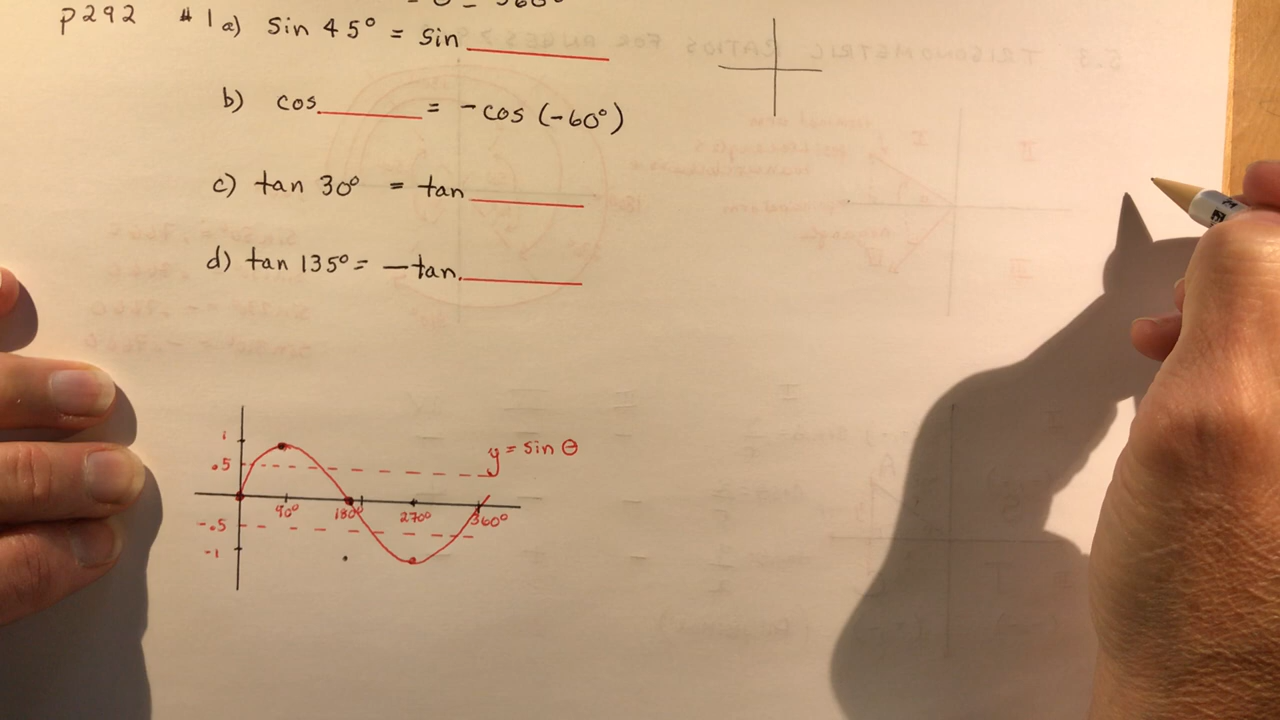 p292 #1 a) sin 45° = sin
b) cos = -cos (-60°)
c) tan 30° = tan
d) tan 135° = -tan
y = sin θ
1
.5
90° 180° 270° 360°
-.5
-1